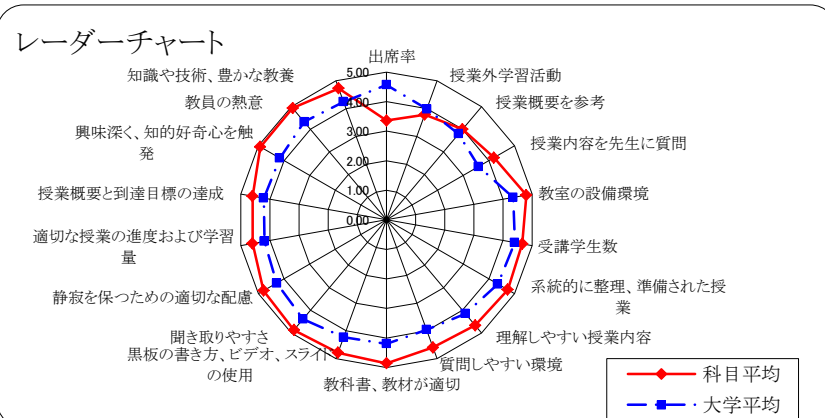 レーダーチャート
出席率
授業外学習活動
授業概要を参考
授業内容を先生に質問
教室の設備環境
受講学生数
系統的に整理、準備された授
業
理解しやすい授業内容
質問しやすい環境
教科書、教材が適切
黒板の書き方、ビデオ、スライド
の使用
聞き取りやすさ
静寂を保つための適切な配慮
適切な授業の進度および学習
量
授業概要と到達目標の達成
興味深く、知的好奇心を触
発
教員の熱意
知識や技術、豊かな教養
5.00
4.00
3.00
2.00
1.00
0.00
科目平均
大学平均